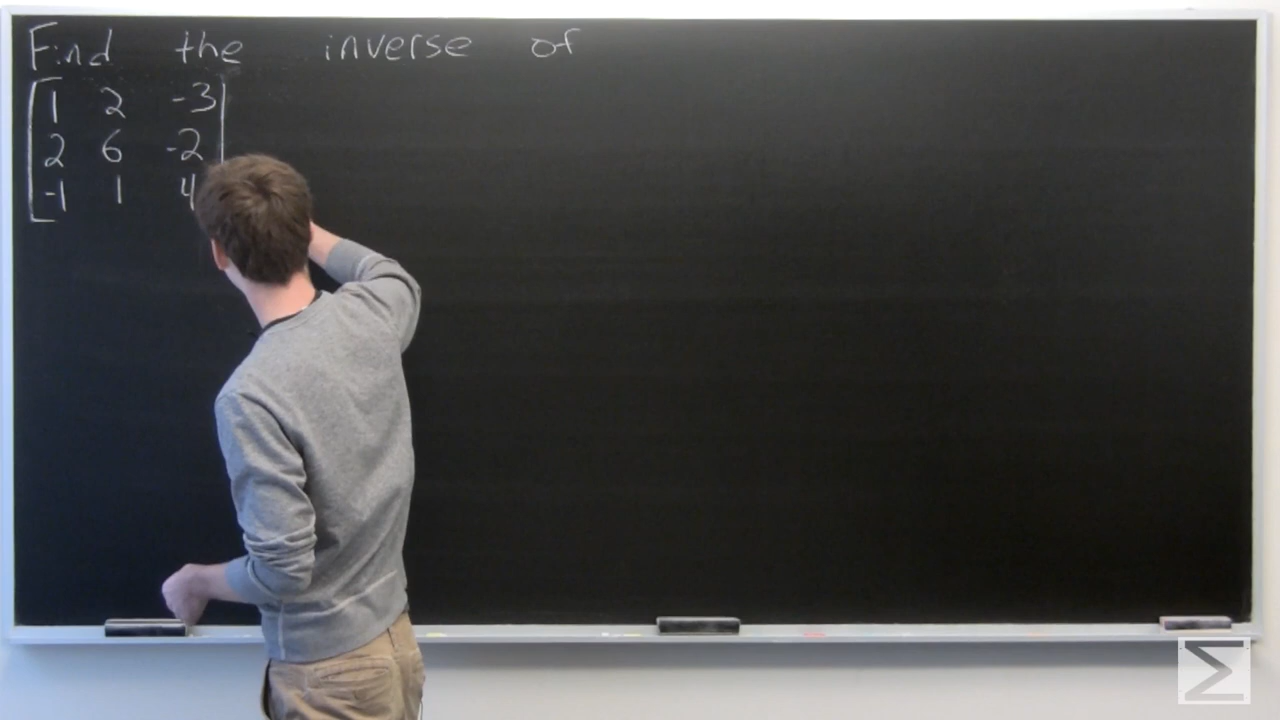 Find the inverse of
1 2 -3
2 6 -2
-1 1 4
Σ